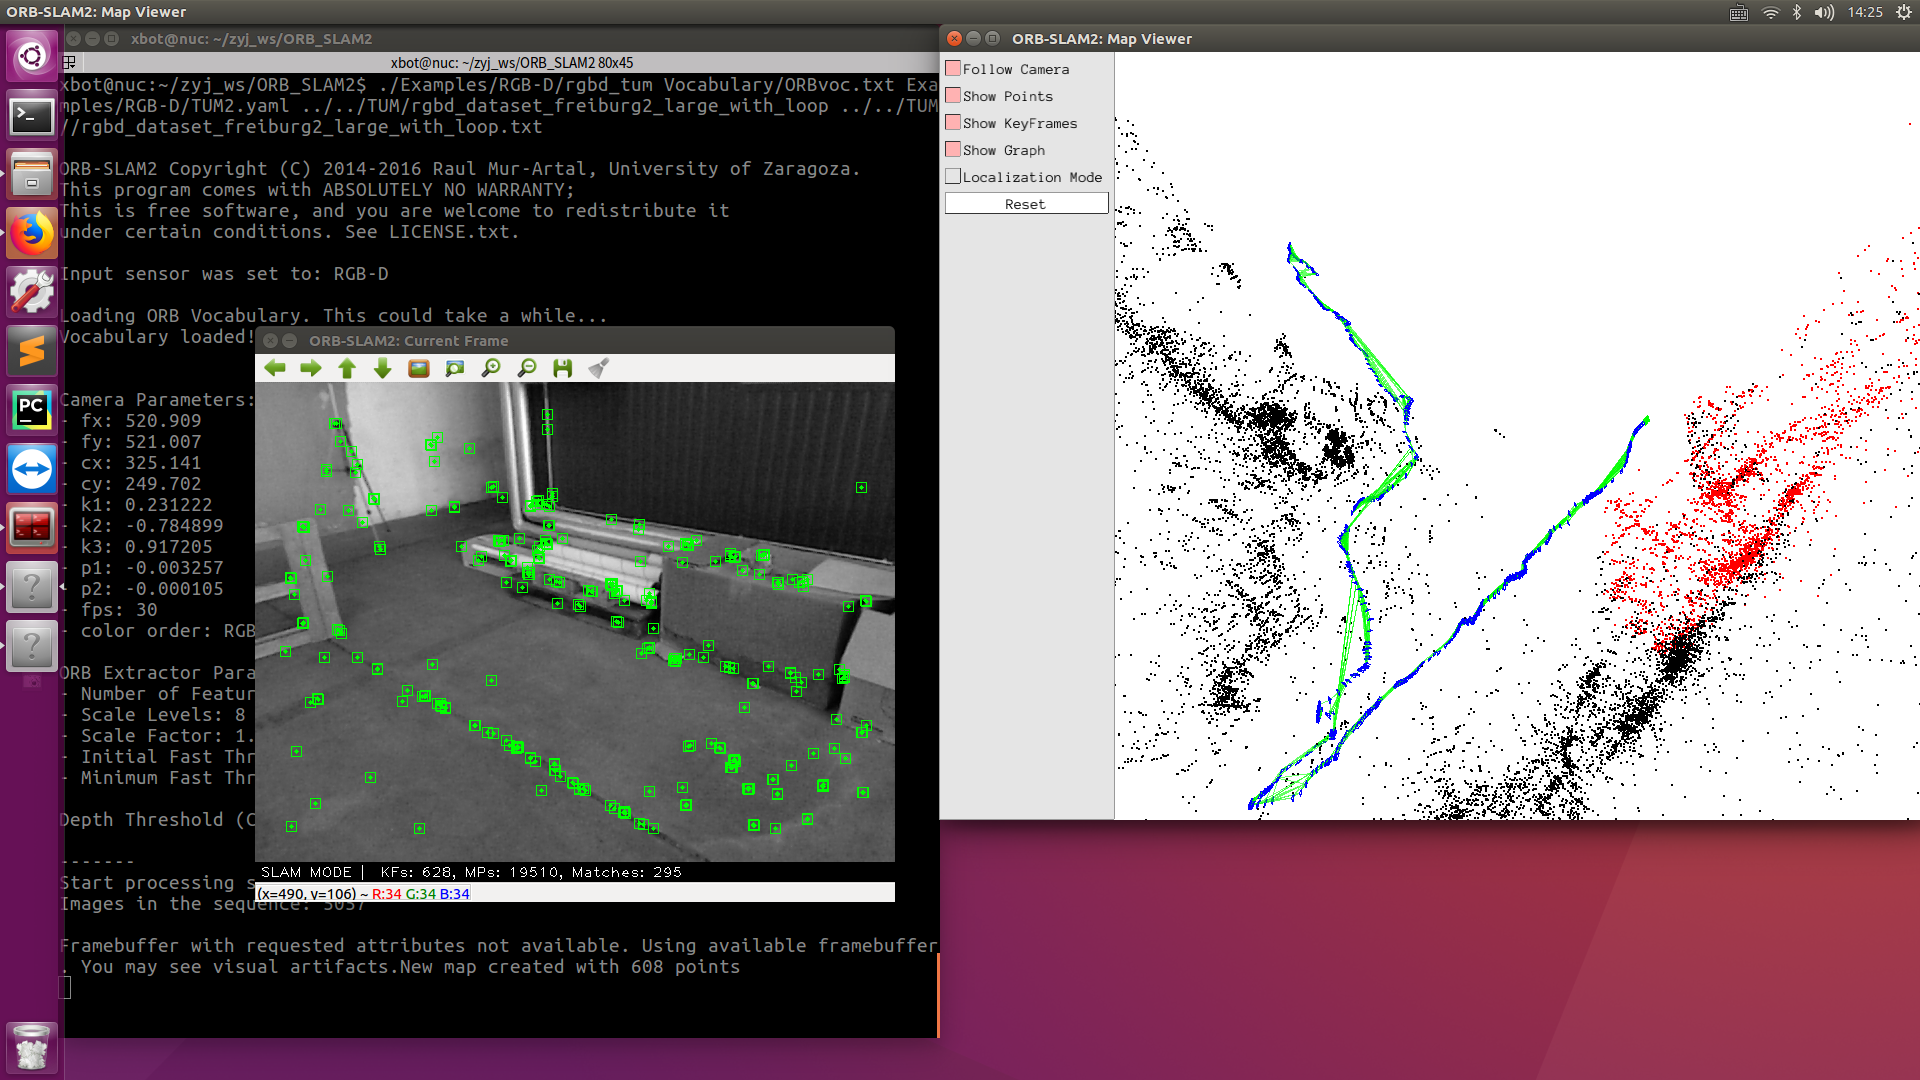 ORB-SLAM2: Map Viewer
14:25
xbot@nuc: ~/zyj_ws/ORB_SLAM2
xbot@nuc: ~/zyj_ws/ORB_SLAM2 80x45
xbot@nuc:~/zyj_ws/ORB_SLAM2$ ./Examples/RGB-D/rgbd_tum Vocabulary/ORBvoc.txt Exa
mples/RGB-D/TUM2.yaml ../../TUM/rgbd_dataset_freiburg2_large_with_loop ../../TUM
//rgbd_dataset_freiburg2_large_with_loop.txt
ORB-SLAM2 Copyright (C) 2014-2016 Raul Mur-Artal, University of Zaragoza.
This program comes with ABSOLUTELY NO WARRANTY;
This is free software, and you are welcome to redistribute it
under certain conditions. See LICENSE.txt.
Input sensor was set to: RGB-D
Loading ORB Vocabulary. This could take a while...
Vocabulary loaded!
Camera Parameters:
- fx: 520.909
- fy: 521.007
- cx: 325.141
- cy: 249.702
- k1: 0.231222
- k2: -0.784899
- k3: 0.917205
- p1: -0.003257
- p2: -0.000105
- fps: 30
- color order: RGB
ORB Extractor Para
- Number of Featur
- Scale Levels: 8
- Scale Factor: 1.
- Initial Fast Thr
- Minimum Fast Thr
Depth Threshold (C
-------
Start processing s
Images in the sequence: 5057
Framebuffer with requested attributes not available. Using available framebuffer
. You may see visual artifacts.New map created with 608 points
ORB-SLAM2: Current Frame
SLAM MODE | KFs: 628, MPs: 19510, Matches: 295
(x=490, y=106) ~ R:34 G:34 B:34
ORB-SLAM2: Map Viewer
Follow Camera
Show Points
Show KeyFrames
Show Graph
Localization Mode
Reset
PC